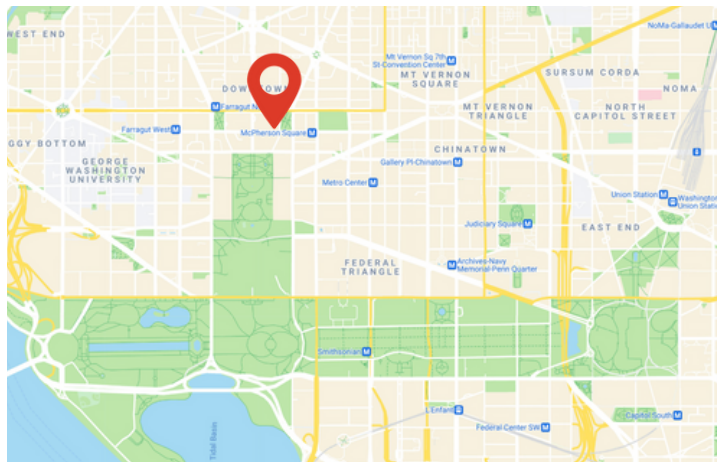 WEST END
NoMa-Gallaudet U
Mt Vernon Sq 7th
St-Convention Center
MT VERNON
SQUARE
SURSUM CORDA
NOMA
Farragut N
MT VERNON
TRIANGLE
NORTH
CAPITOL STREET
Farragut West
McPherson Square
GGY BOTTOM
GEORGE
WASHINGTON
UNIVERSITY
CHINATOWN
Gallery Pl-Chinatown
Metro Center
Union Station
Washington
Union Stati
Judiciary Square
EAST END
FEDERAL
TRIANGLE
Archives-Navy
Memorial-Penn Quarter
Smithsonian
L'Enfant
Federal Center SW
Capitol South
Tidal Basin